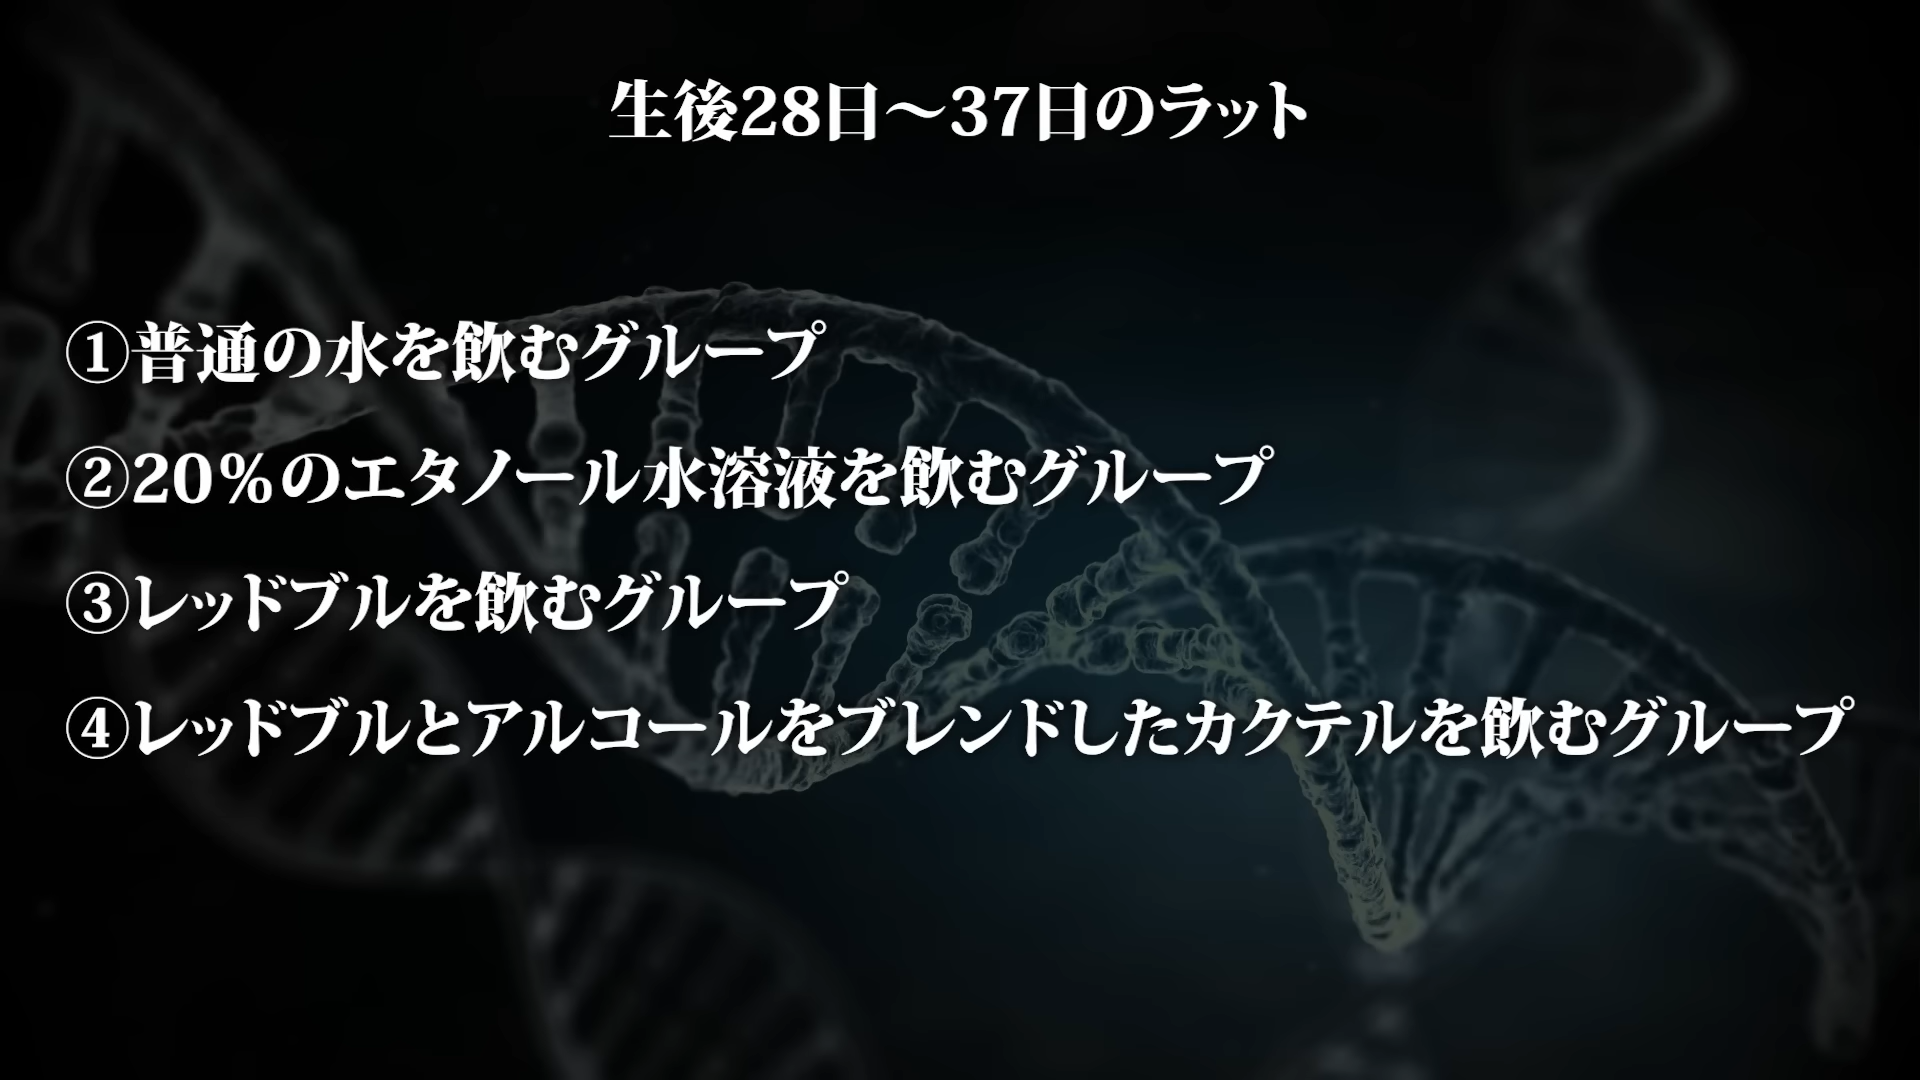 生後28日～37日のラット
①普通の水を飲むグループ
②20％のエタノール水溶液を飲むグループ
③レッドブルを飲むグループ
④レッドブルとアルコールをブレンドしたカクテルを飲むグループ